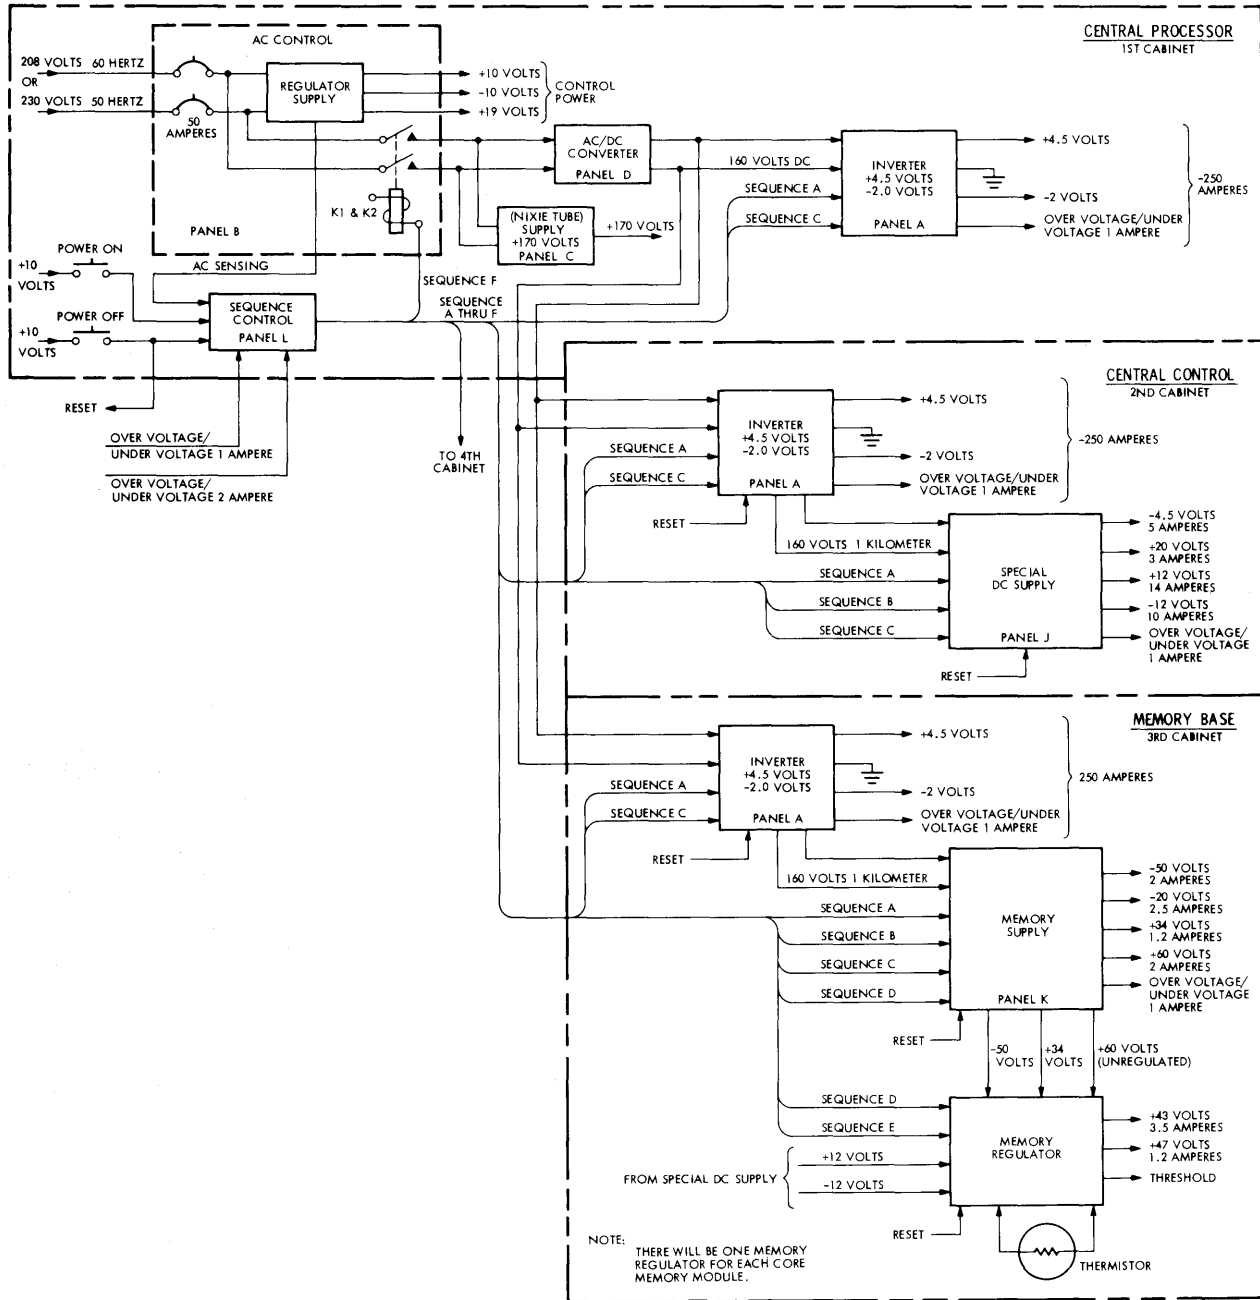 CENTRAL PROCESSOR
1ST CABINET
AC CONTROL
208 VOLTS 60 HERTZ
OR
230 VOLTS 50 HERTZ
50
AMPERES
REGULATOR
SUPPLY
+10 VOLTS
-10 VOLTS
+19 VOLTS
CONTROL
POWER
AC/DC
CONVERTER
PANEL D
160 VOLTS DC
SEQUENCE A
SEQUENCE C
INVERTER
+4.5 VOLTS
-2.0 VOLTS
PANEL A
+4.5 VOLTS
-2 VOLTS
OVER VOLTAGE/UNDER
VOLTAGE 1 AMPERE
-250
AMPERES
K1 & K2
PANEL B
(NIXIE TUBE)
SUPPLY
+170 VOLTS
PANEL C
+170 VOLTS
POWER ON
+10
VOLTS
AC SENSING
SEQUENCE F
SEQUENCE
A THRU F
SEQUENCE
CONTROL
PANEL L
POWER OFF
+10
VOLTS
RESET
OVER VOLTAGE/
UNDER VOLTAGE 1 AMPERE
OVER VOLTAGE/
UNDER VOLTAGE 2 AMPERE
TO 4TH
CABINET
CENTRAL CONTROL
2ND CABINET
INVERTER
+4.5 VOLTS
-2.0 VOLTS
PANEL A
SEQUENCE A
SEQUENCE C
RESET
+4.5 VOLTS
-2 VOLTS
OVER VOLTAGE/UNDER
VOLTAGE 1 AMPERE
-250 AMPERES
160 VOLTS 1 KILOMETER
SEQUENCE A
SEQUENCE B
SEQUENCE C
SPECIAL
DC SUPPLY
PANEL J
RESET
-4.5 VOLTS
5 AMPERES
+20 VOLTS
3 AMPERES
+12 VOLTS
14 AMPERES
-12 VOLTS
10 AMPERES
OVER VOLTAGE/
UNDER VOLTAGE
1 AMPERE
MEMORY BASE
3RD CABINET
INVERTER
+4.5 VOLTS
-2.0 VOLTS
PANEL A
SEQUENCE A
SEQUENCE C
RESET
+4.5 VOLTS
-2 VOLTS
OVER VOLTAGE/UNDER
VOLTAGE 1 AMPERE
250 AMPERES
160 VOLTS 1 KILOMETER
SEQUENCE A
SEQUENCE B
SEQUENCE C
SEQUENCE D
MEMORY
SUPPLY
PANEL K
RESET
-50 VOLTS
2 AMPERES
-20 VOLTS
2.5 AMPERES
+34 VOLTS
1.2 AMPERES
+60 VOLTS
2 AMPERES
OVER VOLTAGE/
UNDER VOLTAGE
1 AMPERE
-50
VOLTS
+34
VOLTS
+60 VOLTS
(UNREGULATED)
SEQUENCE D
SEQUENCE E
+12 VOLTS
-12 VOLTS
FROM SPECIAL DC SUPPLY
MEMORY
REGULATOR
RESET
+43 VOLTS
3.5 AMPERES
+47 VOLTS
1.2 AMPERES
THRESHOLD
THERMISTOR
NOTE:
THERE WILL BE ONE MEMORY
REGULATOR FOR EACH CORE
MEMORY MODULE.